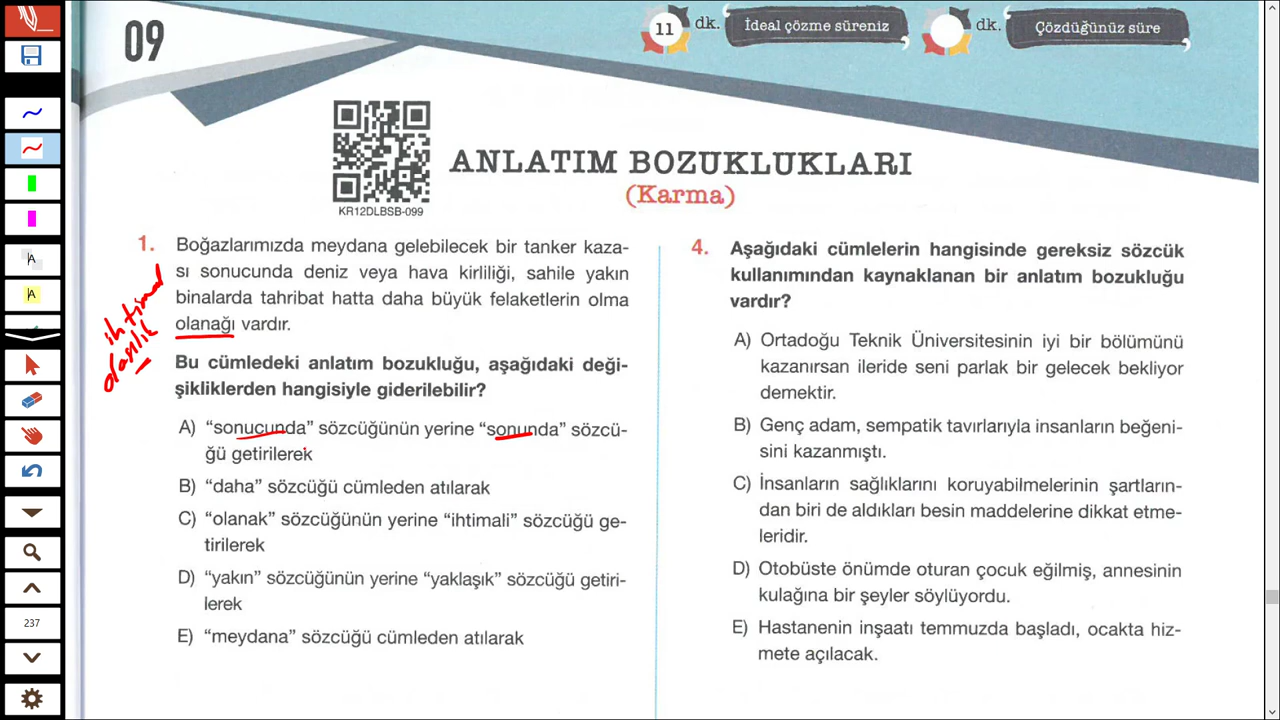 09
11 dk.
İdeal çözme süreniz
dk.
Çözdüğünüz süre
KR12DLBSB-099
ANLATIM BOZUKLUKLARI
(Karma)
1. Boğazlarımızda meydana gelebilecek bir tanker kaza-
sı sonucunda deniz veya hava kirliliği, sahile yakın
binalarda tahribat hatta daha büyük felaketlerin olma
olanağı vardır.
ihtimal
olasılık
Bu cümledeki anlatım bozukluğu, aşağıdaki deği-
şikliklerden hangisiyle giderilebilir?
A) "sonucunda" sözcüğünün yerine "sonunda" sözcü-
ğü getirilerek
B) "daha" sözcüğü cümleden atılarak
C) "olanak" sözcüğünün yerine "ihtimali" sözcüğü ge-
tirilerek
D) "yakın" sözcüğünün yerine "yaklaşık" sözcüğü getiri-
lerek
E) "meydana" sözcüğü cümleden atılarak
4. Aşağıdaki cümlelerin hangisinde gereksiz sözcük
kullanımından kaynaklanan bir anlatım bozukluğu
vardır?
A) Ortadoğu Teknik Üniversitesinin iyi bir bölümünü
kazanırsan ileride seni parlak bir gelecek bekliyor
demektir.
B) Genç adam, sempatik tavırlarıyla insanların beğeni-
sini kazanmıştı.
C) İnsanların sağlıklarını koruyabilmelerinin şartların-
dan biri de aldıkları besin maddelerine dikkat etme-
leridir.
D) Otobüste önümde oturan çocuk eğilmiş, annesinin
kulağına bir şeyler söylüyordu.
E) Hastanenin inşaatı temmuzda başladı, ocakta hiz-
mete açılacak.
A
A
237